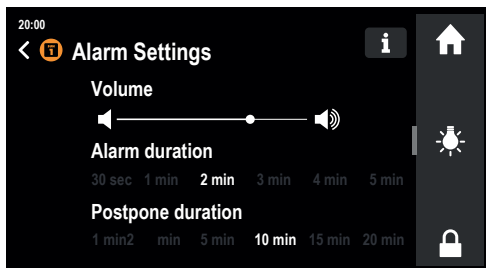 20:00
Alarm Settings
Volume
Alarm duration
30 sec 1 min 2 min 3 min 4 min 5 min
Postpone duration
1 min2 min 5 min 10 min 15 min 20 min